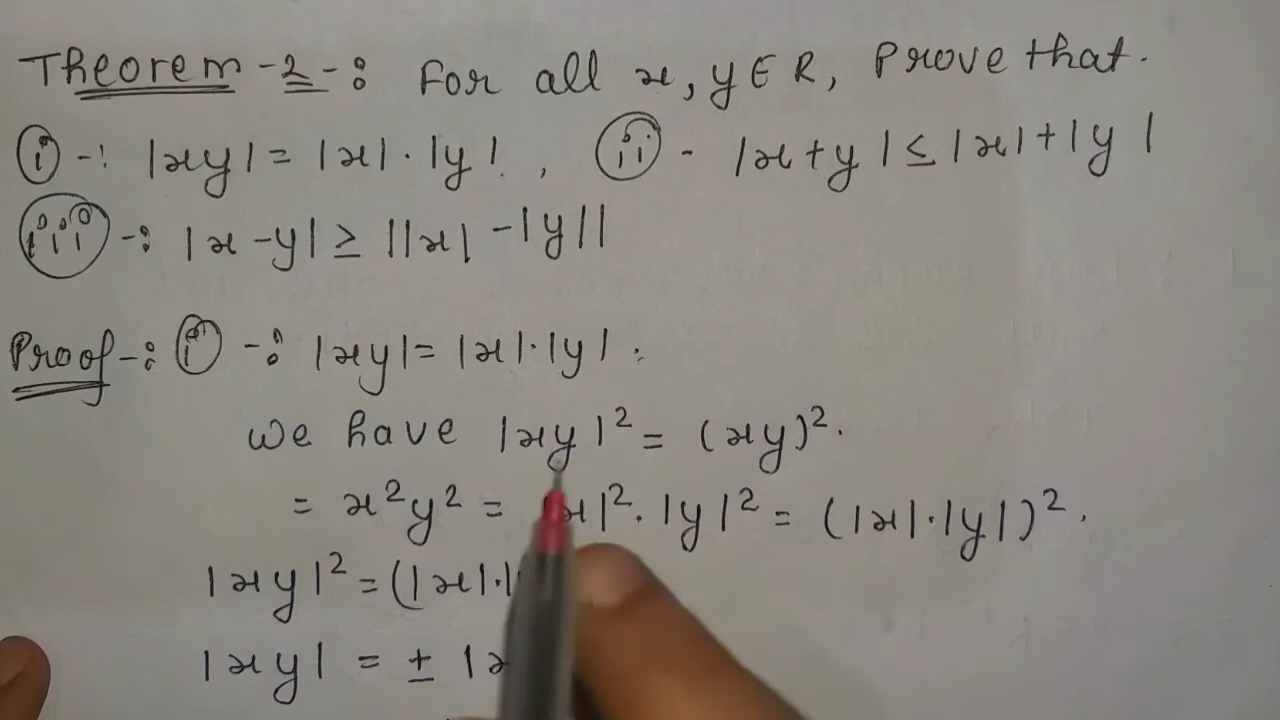 Theorem -2-: For all x, y ∈ R, Prove that.
(i) -: |xy| = |x|·|y|. , (ii) - |x+y| ≤ |x|+|y|
(iii) -: |x-y| ≥ ||x| - |y||
Proof -: (i) -: |xy| = |x|·|y|.
We have |xy|² = (xy)².
= x²y² = |x|²·|y|² = (|x|·|y|)².
|xy|² = (|x|·|
|xy| = ± |x